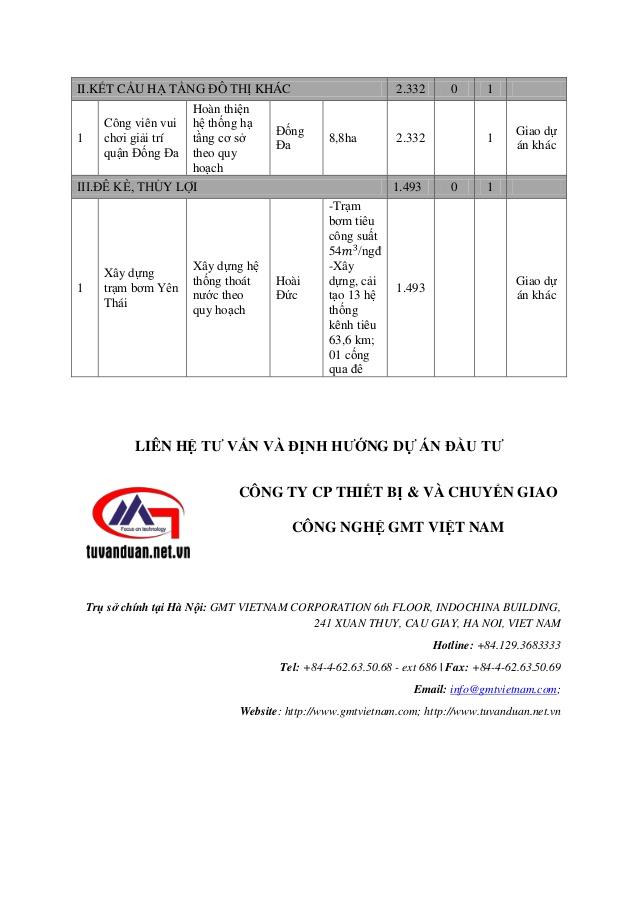 II.KẾT CẤU HẠ TẦNG ĐÔ THỊ KHÁC 2.332 0 1
1 Công viên vui chơi giải trí quận Đống Đa Hoàn thiện hệ thống hạ tầng cơ sở theo quy hoạch Đống Đa 8,8ha 2.332 1 Giao dự án khác
III.ĐÊ KÈ, THỦY LỢI 1.493 0 1
1 Xây dựng trạm bơm Yên Thái Xây dựng hệ thống thoát nước theo quy hoạch Hoài Đức -Trạm bơm tiêu công suất 54m³/ngđ -Xây dựng, cải tạo 13 hệ thống kênh tiêu 63,6 km; 01 cống qua đê 1.493 Giao dự án khác
LIÊN HỆ TƯ VẤN VÀ ĐỊNH HƯỚNG DỰ ÁN ĐẦU TƯ
CÔNG TY CP THIẾT BỊ & VÀ CHUYỂN GIAO
CÔNG NGHỆ GMT VIỆT NAM
Focus on technology
tuvanduan.net.vn
Trụ sở chính tại Hà Nội: GMT VIETNAM CORPORATION 6th FLOOR, INDOCHINA BUILDING,
241 XUAN THUY, CAU GIAY, HA NOI, VIET NAM
Hotline: +84.129.3683333
Tel: +84-4-62.63.50.68 - ext 686 | Fax: +84-4-62.63.50.69
Email: info@gmtvietnam.com;
Website: http://www.gmtvietnam.com; http://www.tuvanduan.net.vn